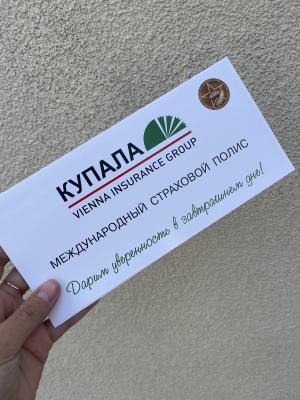 КУПАЛА
VIENNA INSURANCE GROUP
МЕЖДУНАРОДНЫЙ СТРАХОВОЙ ПОЛИС
Дарим уверенность в завтрашнем дне!